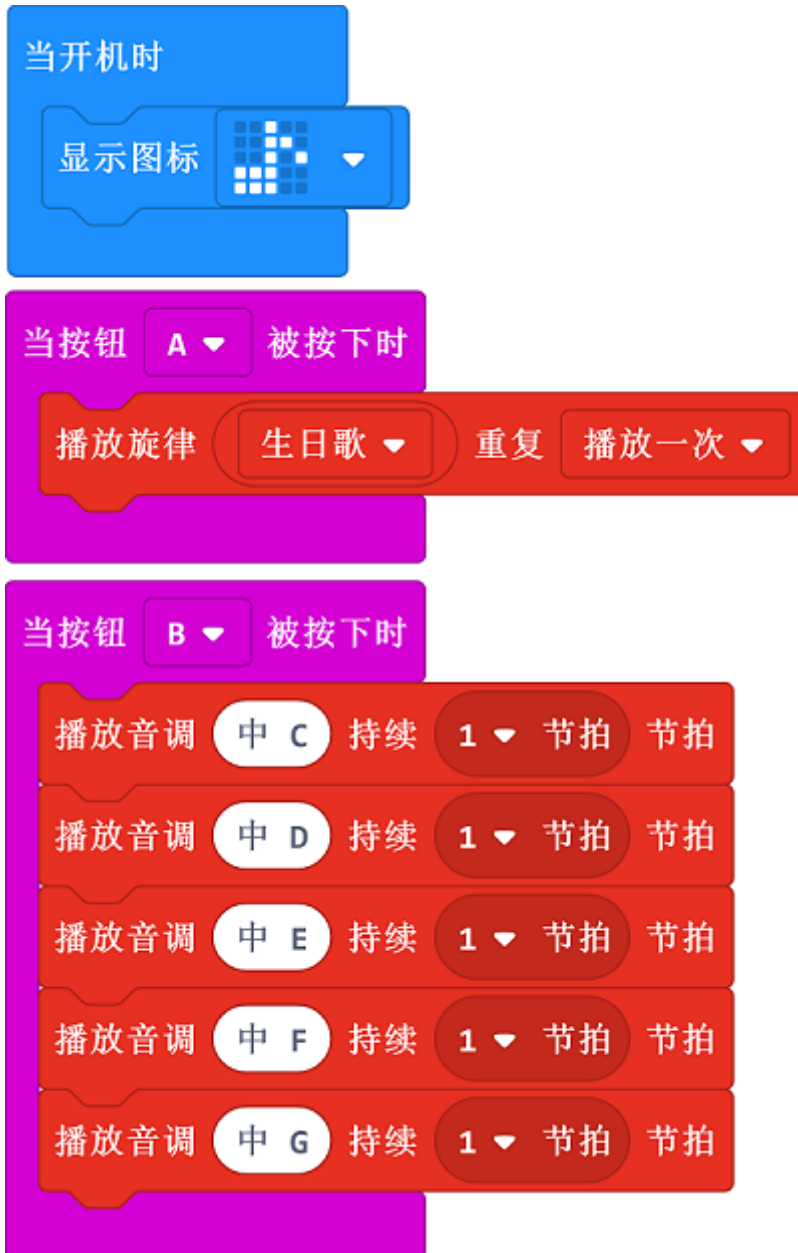 当开机时
显示图标
当按钮 A 被按下时
播放旋律 生日歌 重复 播放一次
当按钮 B 被按下时
播放音调 中 C 持续 1 节拍 节拍
播放音调 中 D 持续 1 节拍 节拍
播放音调 中 E 持续 1 节拍 节拍
播放音调 中 F 持续 1 节拍 节拍
播放音调 中 G 持续 1 节拍 节拍